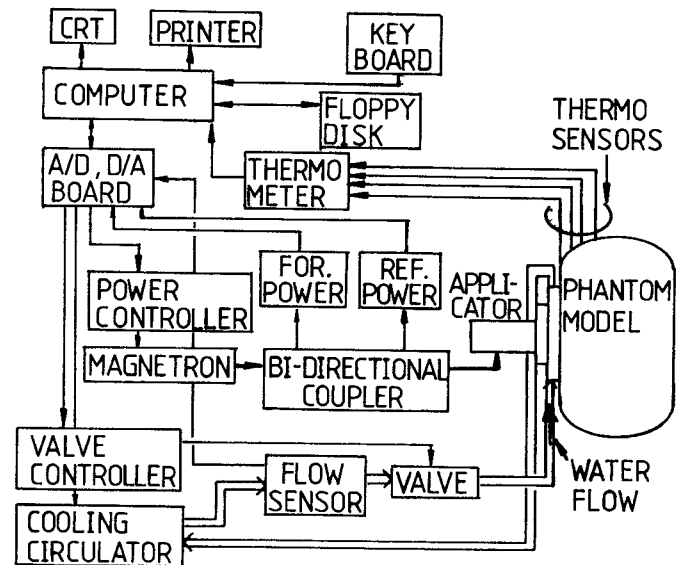 CRT
PRINTER
KEY
BOARD
COMPUTER
FLOPPY
DISK
THERMO
SENSORS
A/D, D/A
BOARD
THERMO
METER
FOR.
POWER
REF.
POWER
APPLI-
CATOR
PHANTOM
MODEL
POWER
CONTROLLER
MAGNETRON
BI-DIRECTIONAL
COUPLER
VALVE
CONTROLLER
FLOW
SENSOR
VALVE
WATER
FLOW
COOLING
CIRCULATOR